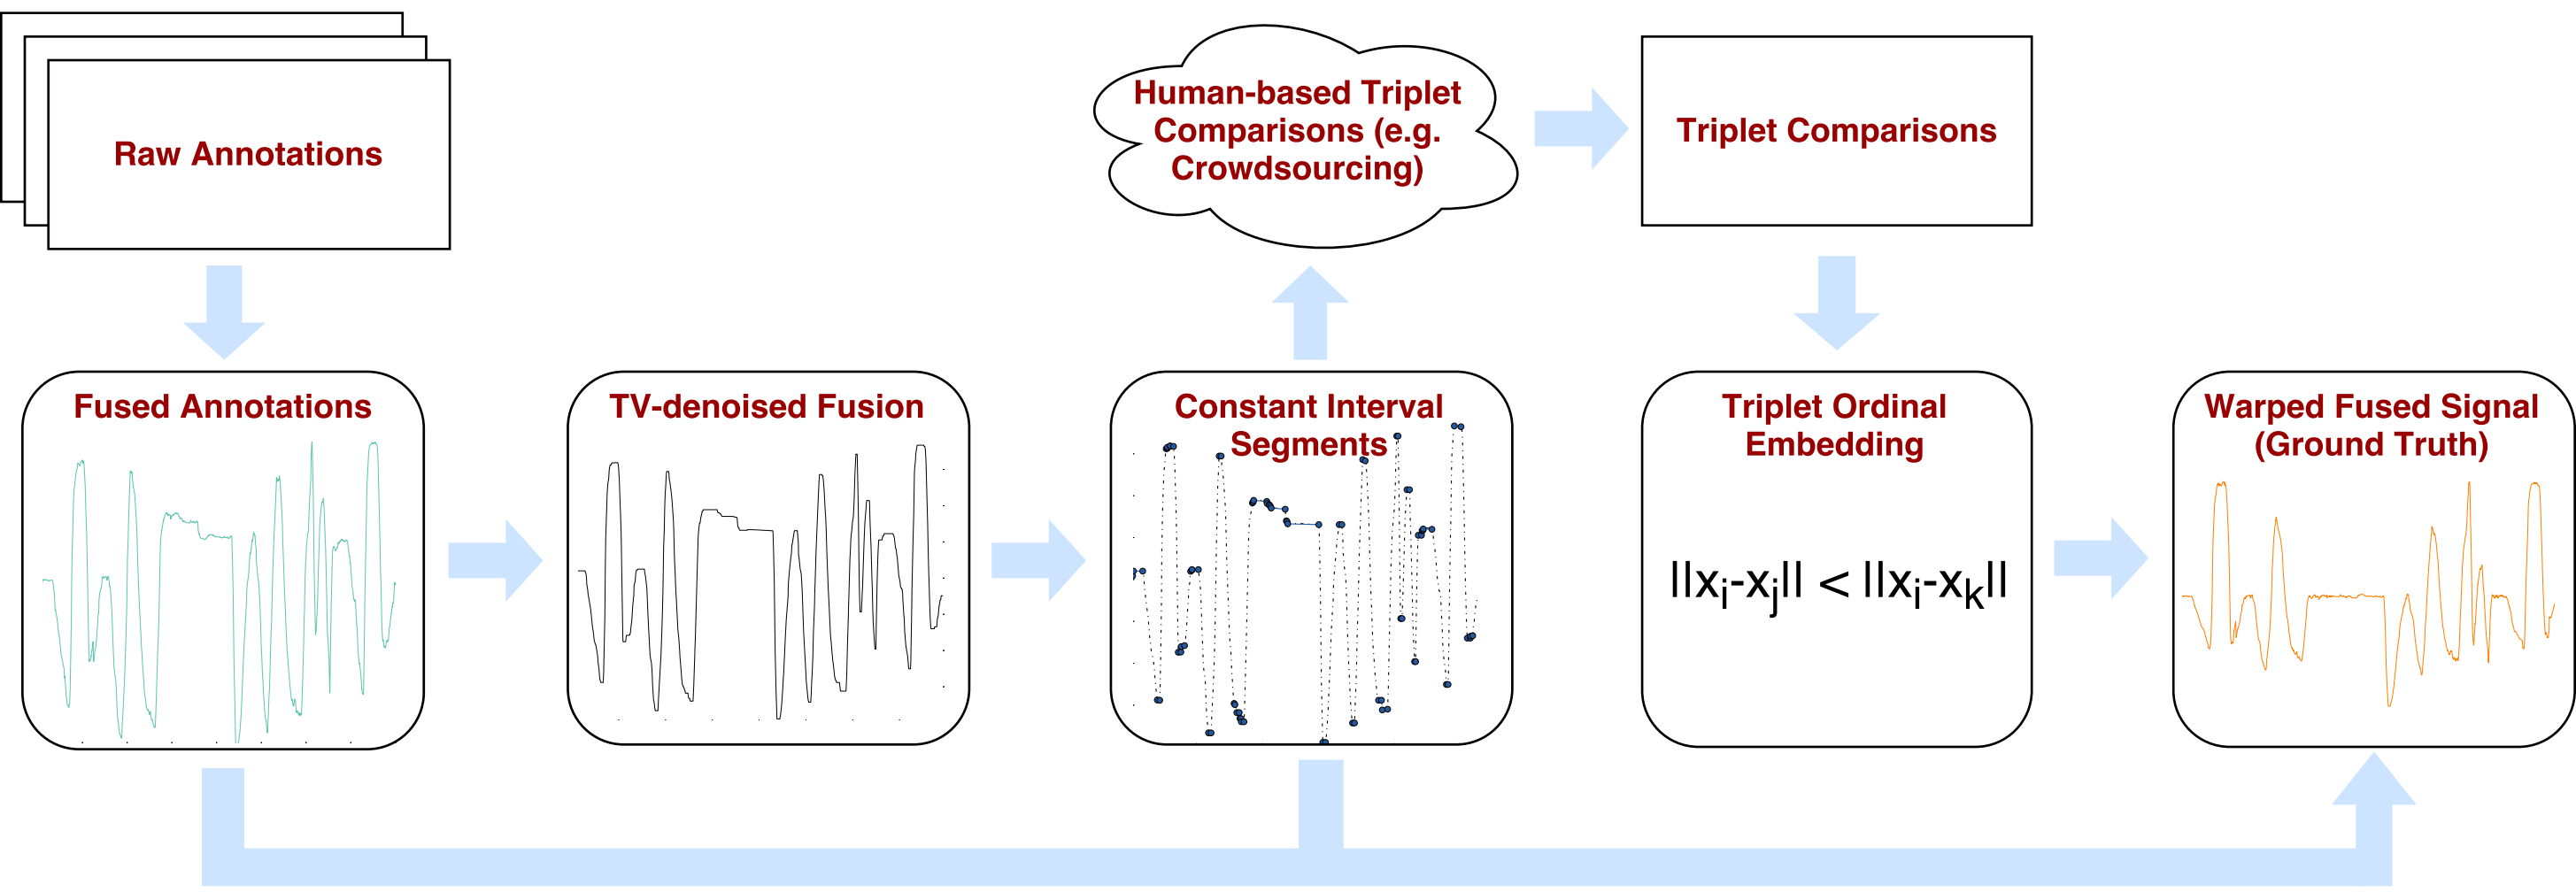 Raw Annotations
Human-based Triplet
Comparisons (e.g.
Crowdsourcing)
Triplet Comparisons
Fused Annotations
TV-denoised Fusion
Constant Interval
Segments
Triplet Ordinal
Embedding
||xi-xj|| < ||xi-xk||
Warped Fused Signal
(Ground Truth)